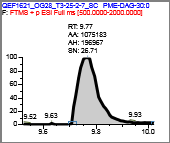 QEF1521_OG28_T3-25-2-7_SC PME-DAG-30:0
F: FTMS + p ESI Full ms [500.0000-2000.0000]
RT: 9.77
AA: 1075183
AH: 196967
SN: 26.71
100
80
60
40
20
0
9.52 9.63 9.93
9.6 9.8 10.0